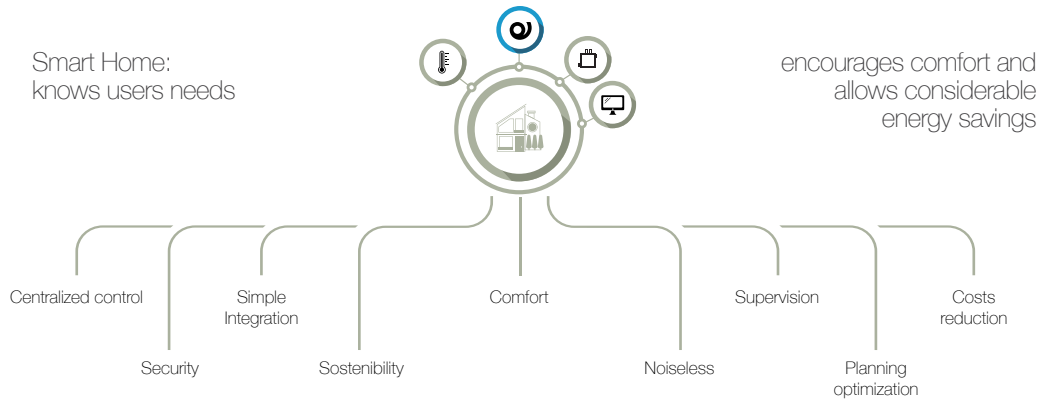 Smart Home:
knows users needs
encourages comfort and
allows considerable
energy savings
Centralized control
Simple
Integration
Comfort
Supervision
Costs
reduction
Security
Sostenibility
Noiseless
Planning
optimization